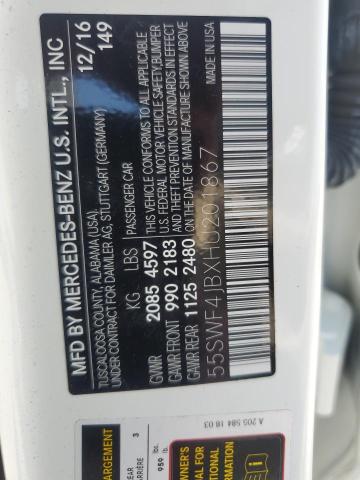 MFD BY MERCEDES-BENZ U.S. INTL., INC
TUSCALOOSA COUNTY, ALABAMA (USA),
UNDER CONTRACT FOR DAIMLER AG, STUTTGART (GERMANY)
12/16
149
KG LBS
GVWR 2085 4597
GAWR FRONT 990 2183
GAWR REAR 1125 2480
PASSENGER CAR
THIS VEHICLE CONFORMS TO ALL APPLICABLE
U.S. FEDERAL MOTOR VEHICLE SAFETY, BUMPER,
AND THEFT PREVENTION STANDARDS IN EFFECT
ON THE DATE OF MANUFACTURE SHOWN ABOVE.
55SWF4JBXHU201867
A 205 584 18 03
3
959 lbs.